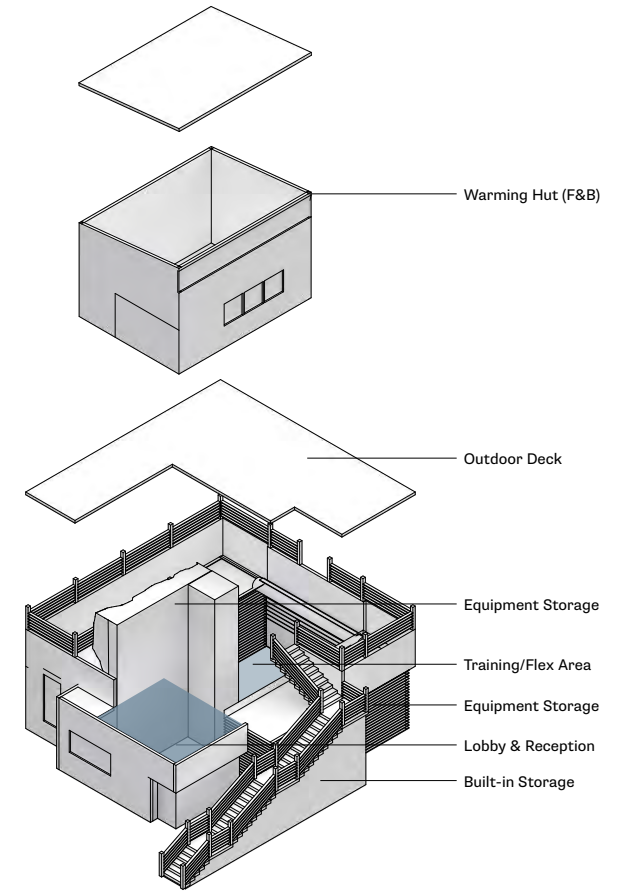 Warming Hut (F&B)
Outdoor Deck
Equipment Storage
Training/Flex Area
Equipment Storage
Lobby & Reception
Built-in Storage